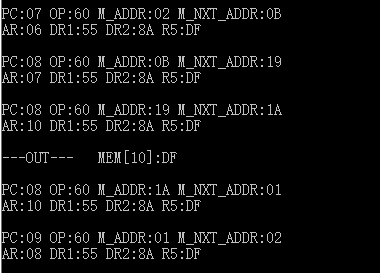 PC:07 OP:60 M_ADDR:02 M_NXT_ADDR:0B
AR:06 DR1:55 DR2:8A R5:DF
PC:08 OP:60 M_ADDR:0B M_NXT_ADDR:19
AR:07 DR1:55 DR2:8A R5:DF
PC:08 OP:60 M_ADDR:19 M_NXT_ADDR:1A
AR:10 DR1:55 DR2:8A R5:DF
---OUT--- MEM[10]:DF
PC:08 OP:60 M_ADDR:1A M_NXT_ADDR:01
AR:10 DR1:55 DR2:8A R5:DF
PC:09 OP:60 M_ADDR:01 M_NXT_ADDR:02
AR:08 DR1:55 DR2:8A R5:DF